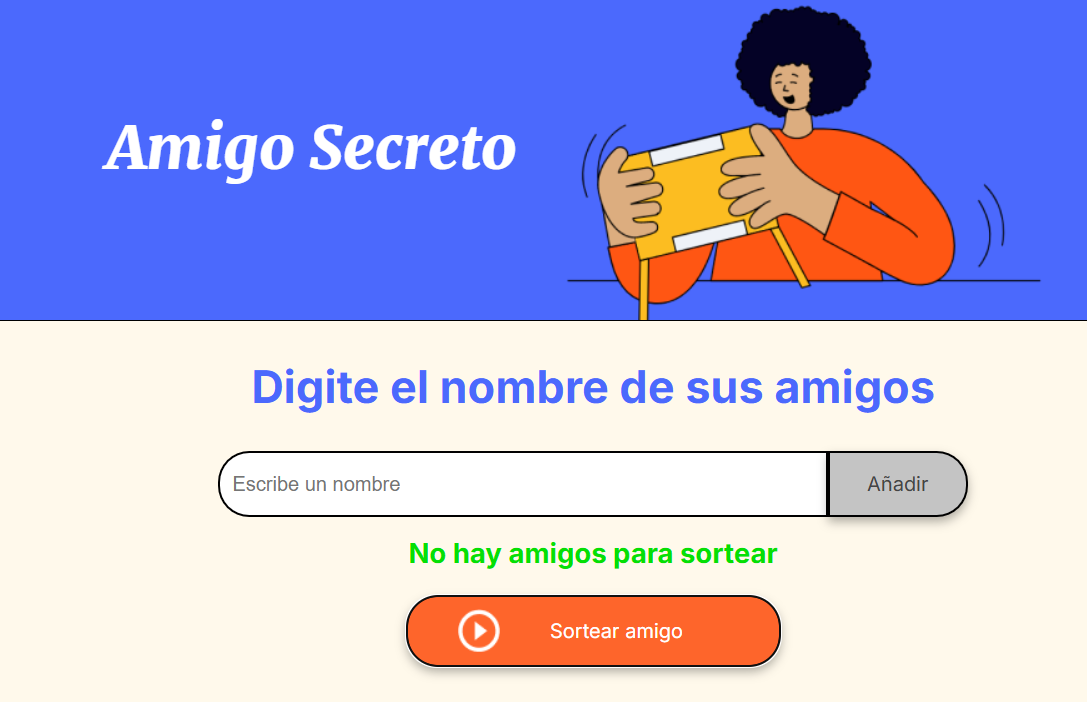 Amigo Secreto
Digite el nombre de sus amigos
Escribe un nombre
Añadir
No hay amigos para sortear
Sortear amigo